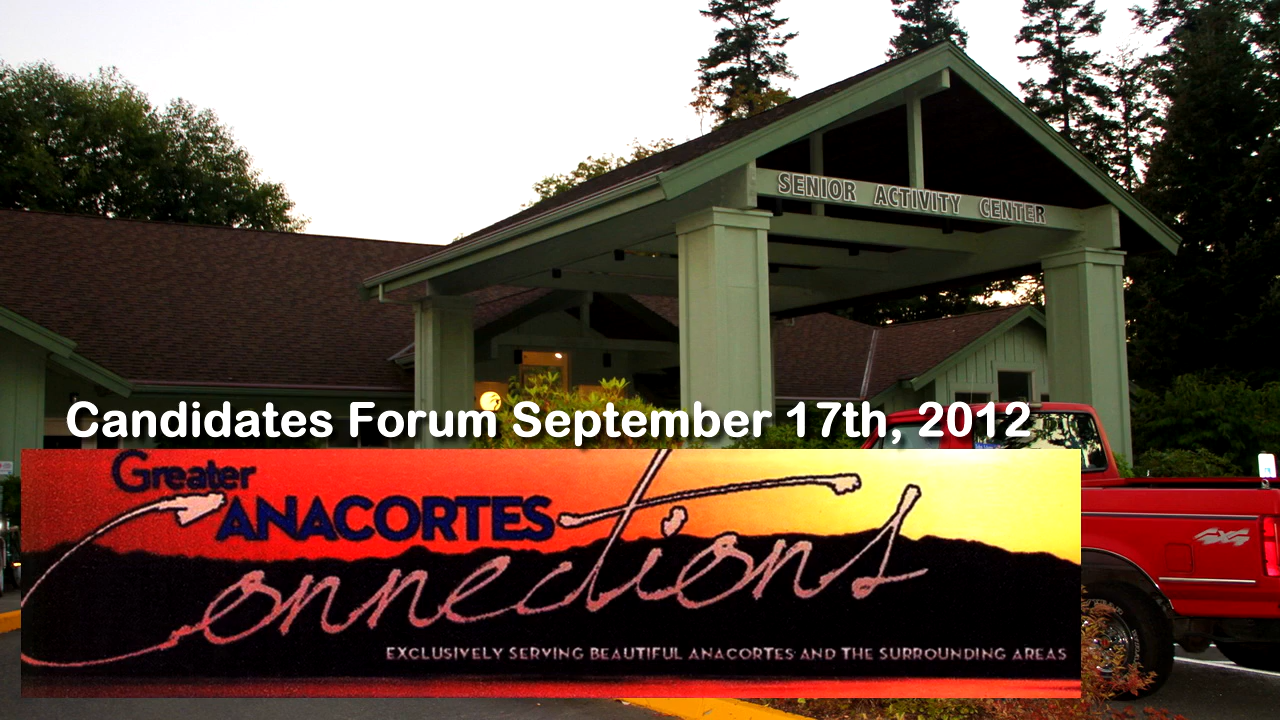 SENIOR ACTIVITY CENTER
Candidates Forum September 17th, 2012
Greater
ANACORTES
Connections
EXCLUSIVELY SERVING BEAUTIFUL ANACORTES AND THE SURROUNDING AREAS
4X4